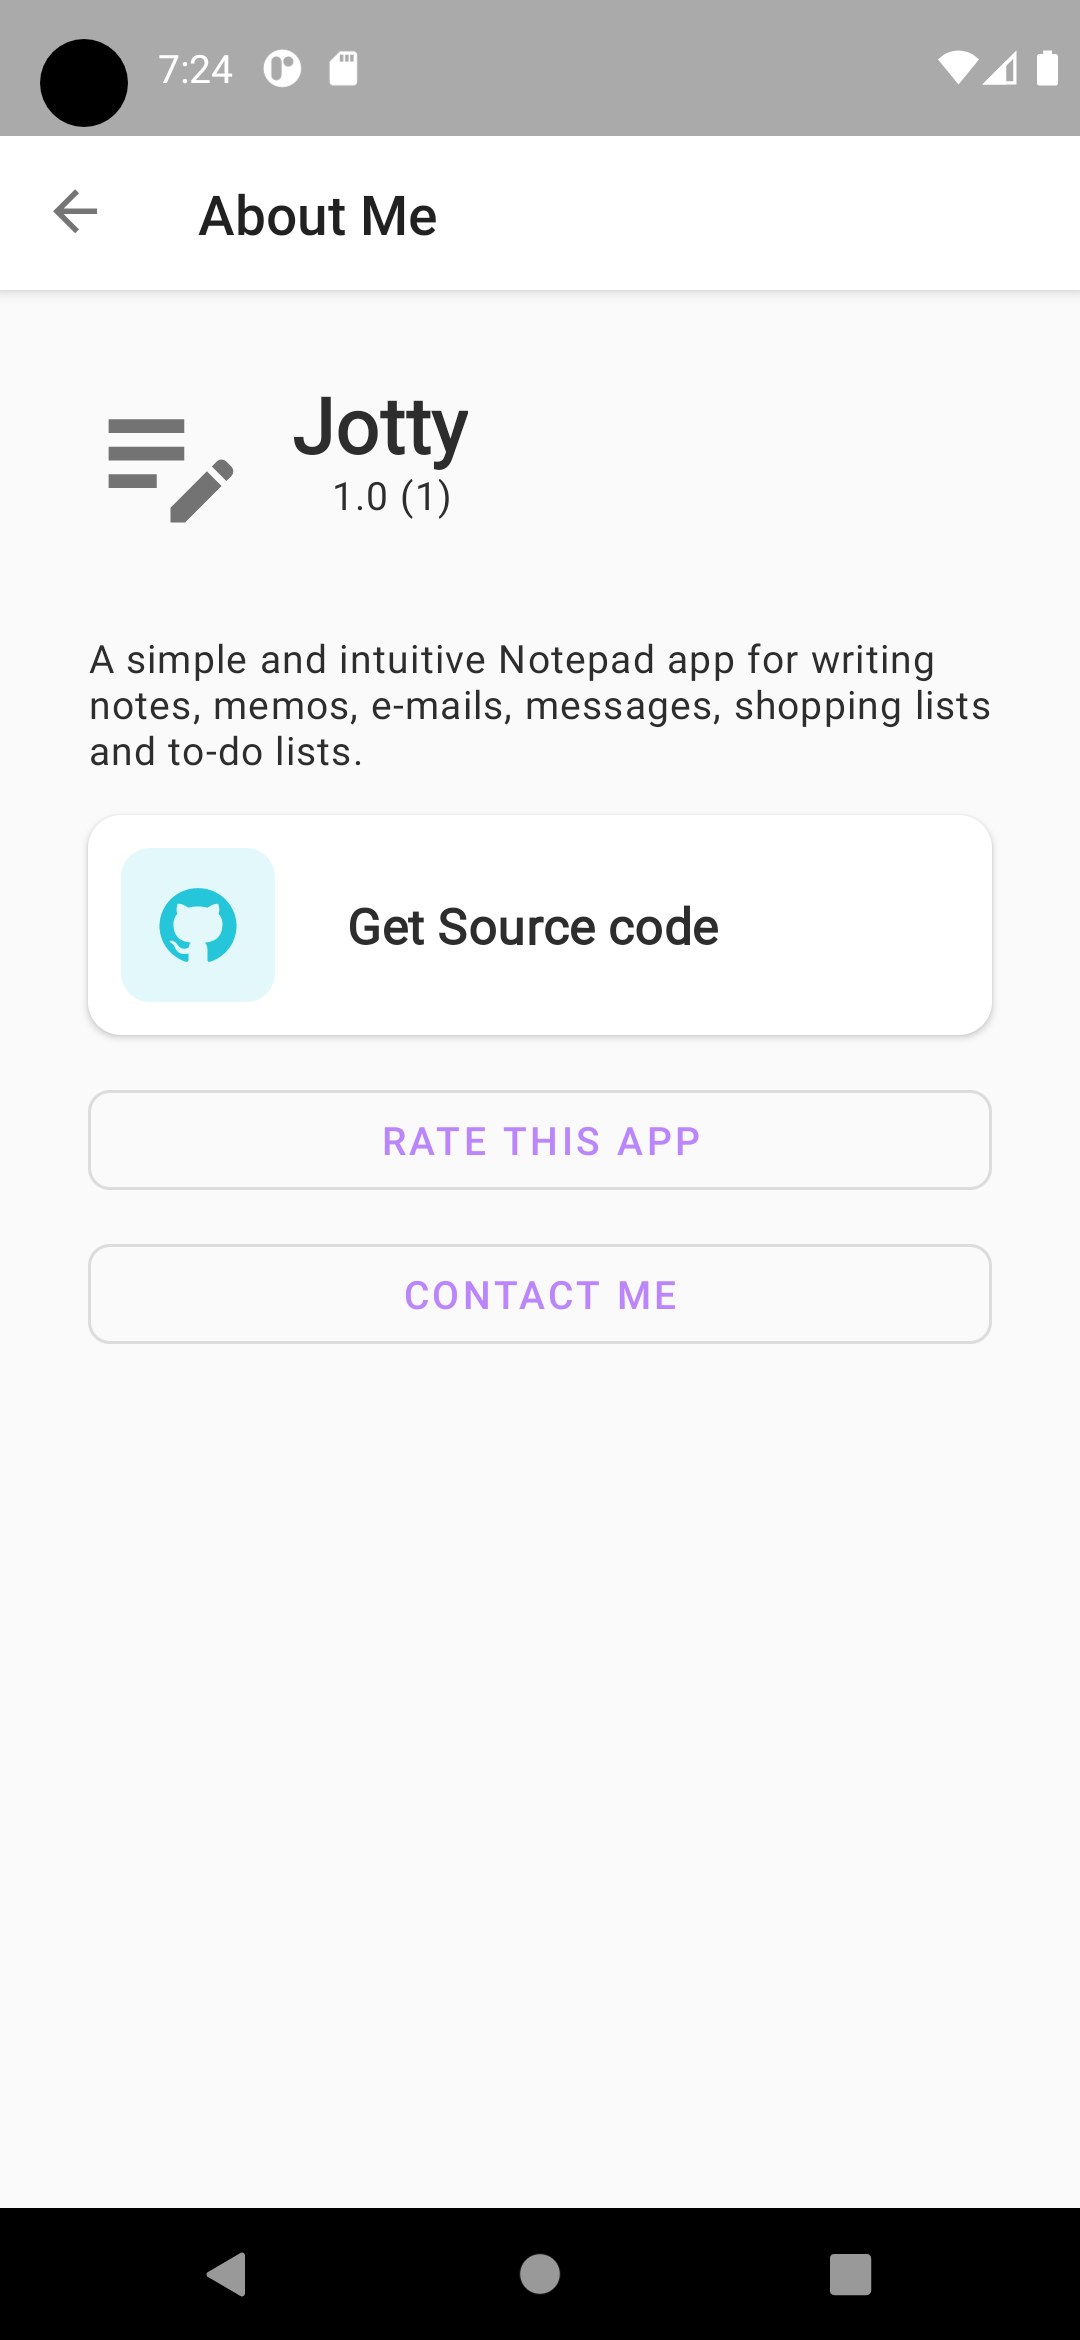 7:24
About Me
Jotty
1.0 (1)
A simple and intuitive Notepad app for writing
notes, memos, e-mails, messages, shopping lists
and to-do lists.
Get Source code
RATE THIS APP
CONTACT ME